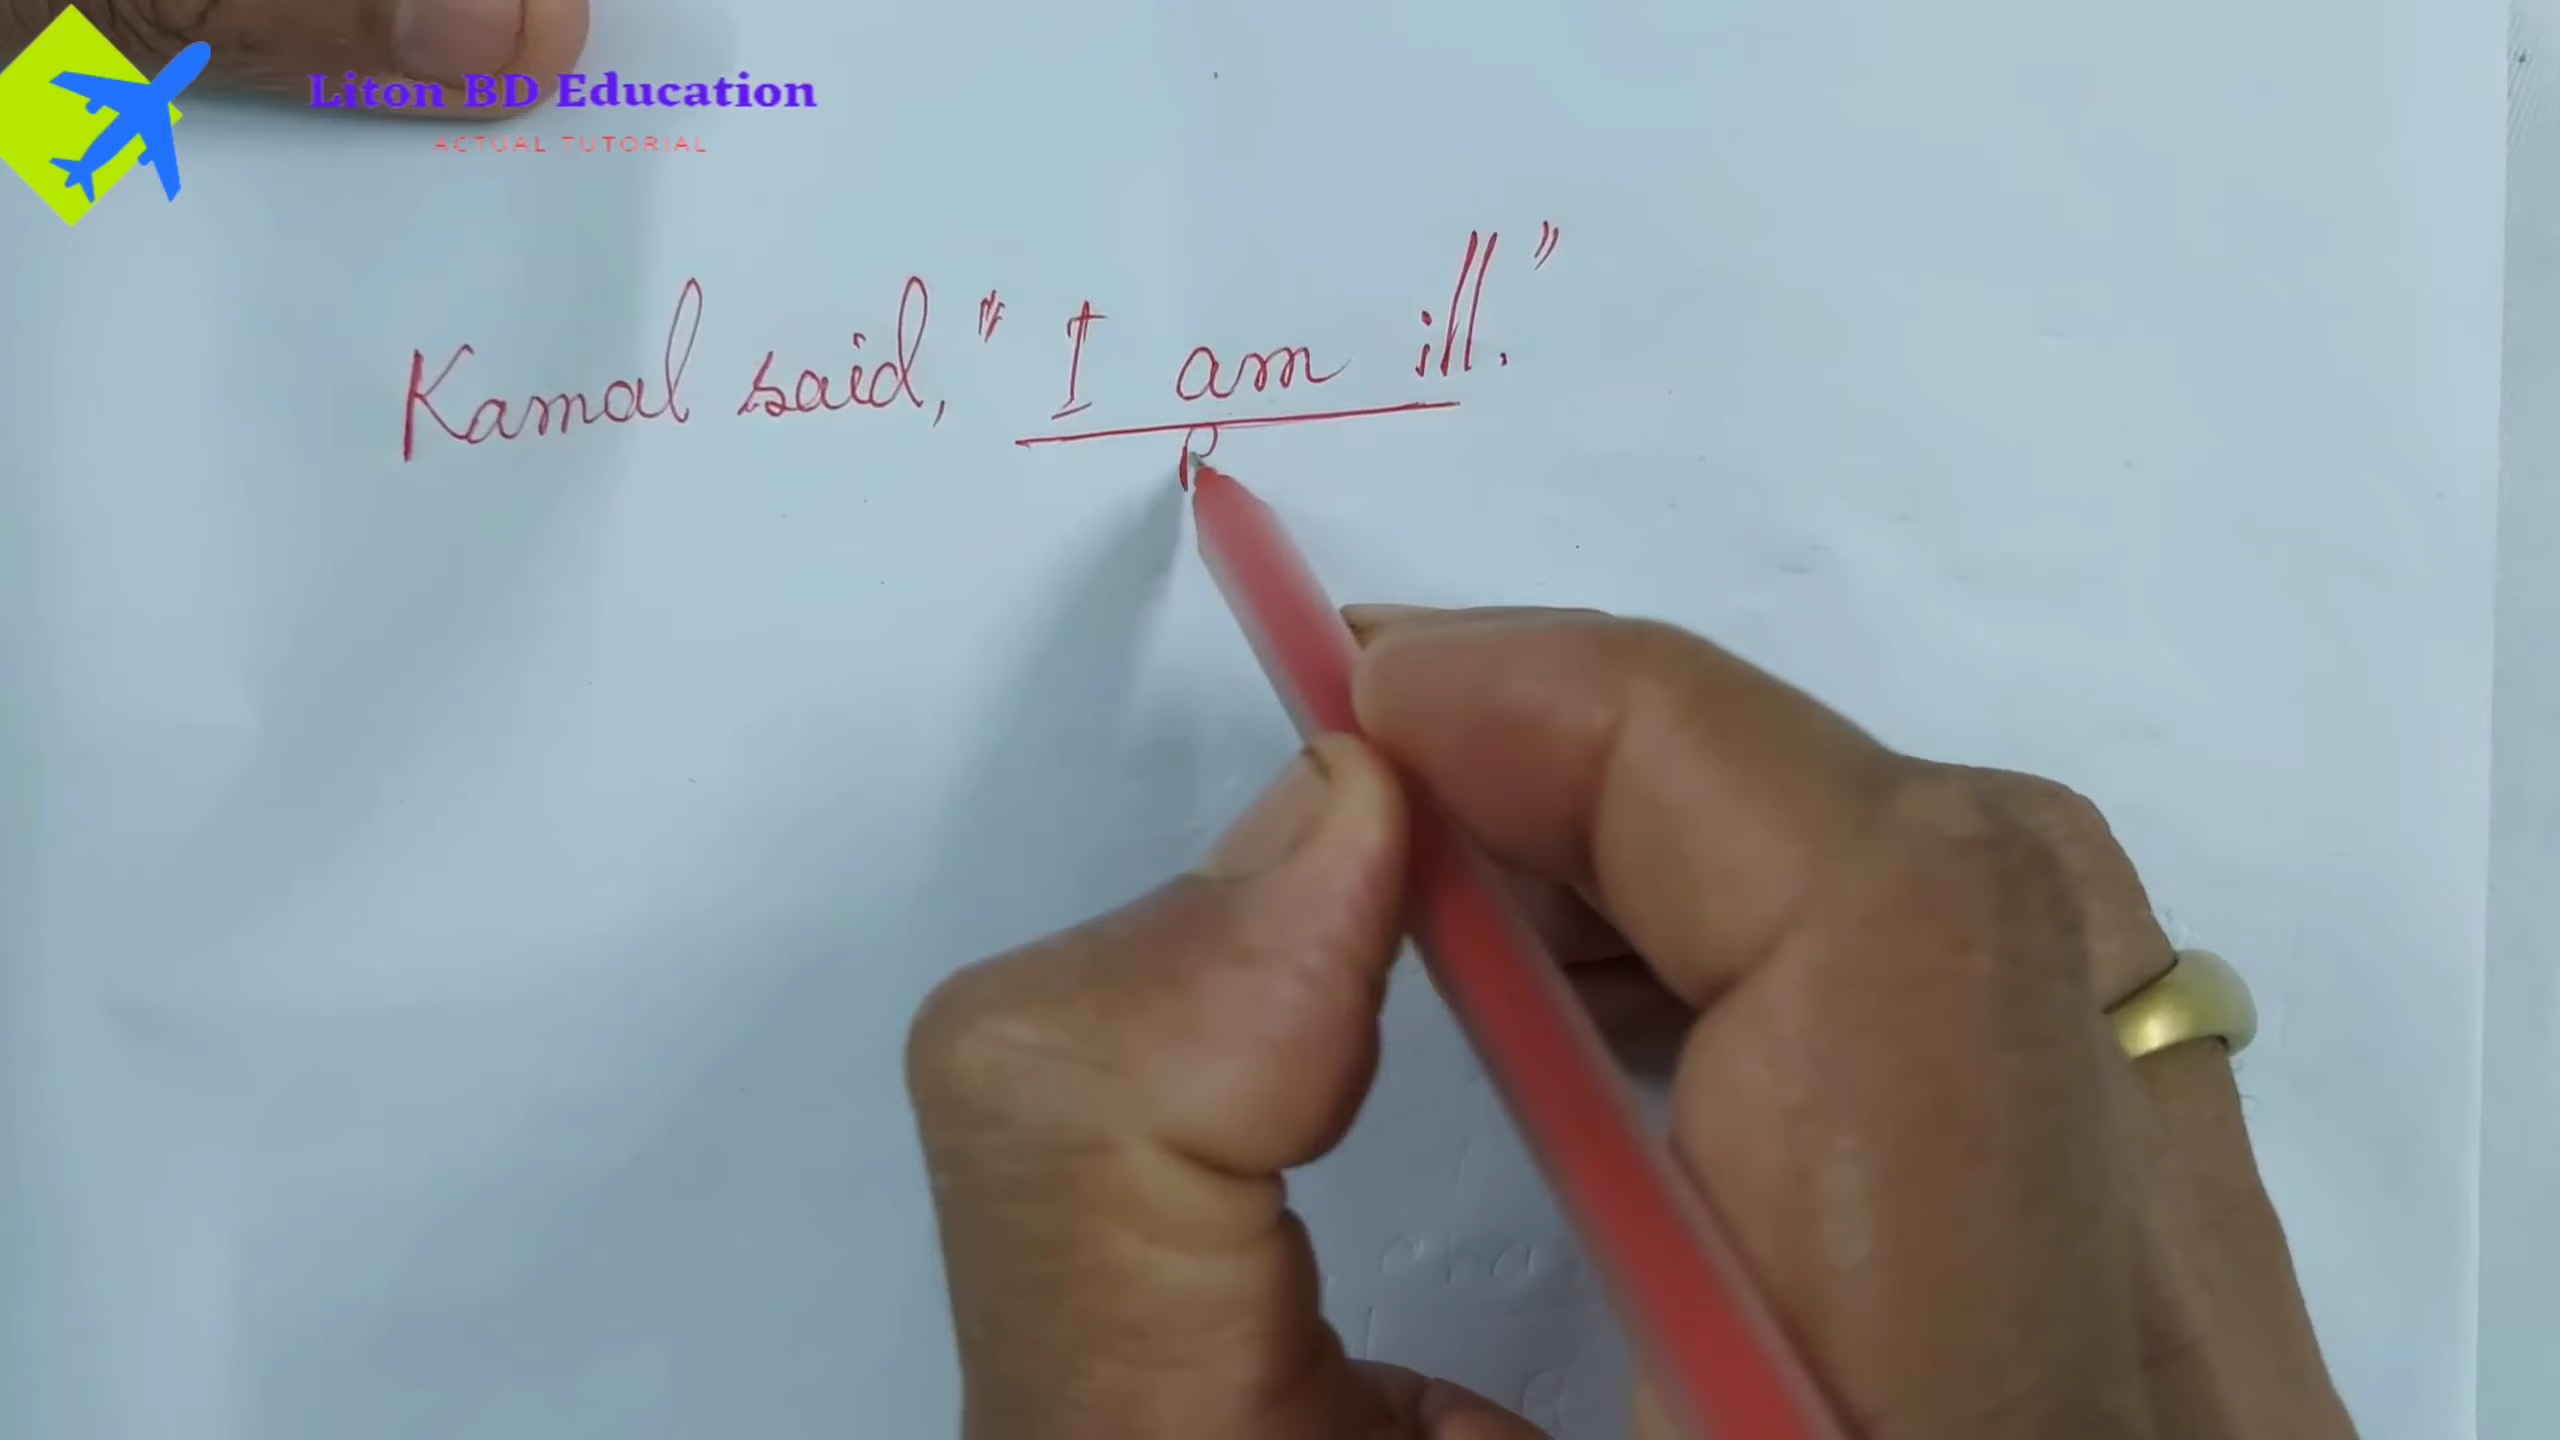 Liton BD Education
ACTUAL TUTORIAL
Kamal said, " I am ill. "
R